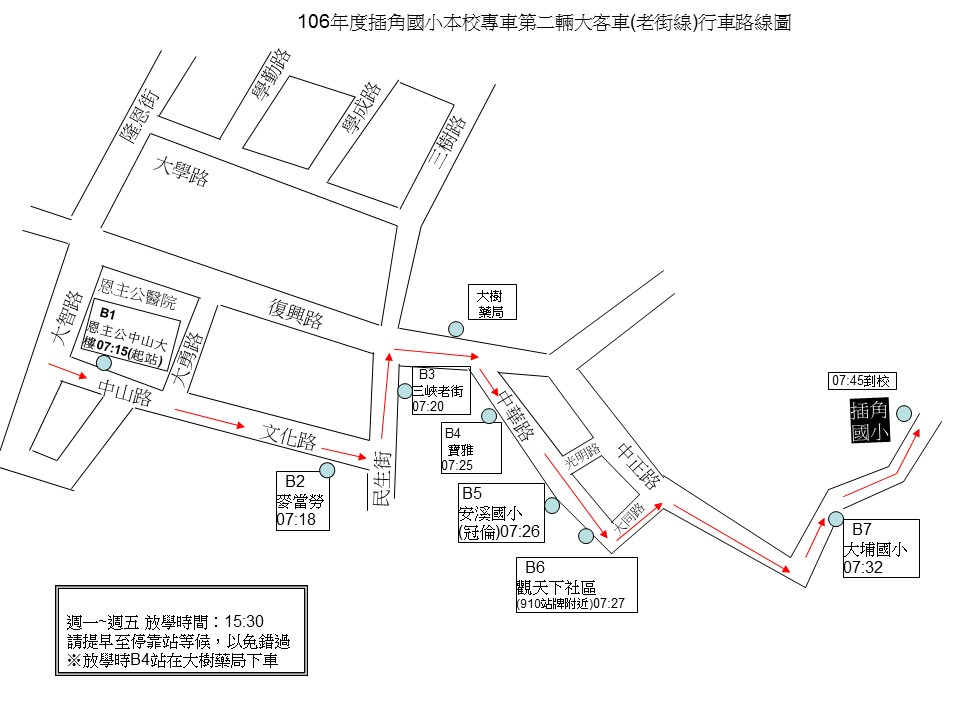 106年度插角國小本校專車第二輛大客車(老街線)行車路線圖
隆恩街
學勤路
學成路
三樹路
大學路
大智路
恩主公醫院
B1
恩主公中山大
樓07:15(起站)
大勇路
復興路
大樹
藥局
中山路
文化路
民生街
B2
麥當勞
07:18
B3
三峽老街
07:20
B4
寶雅
07:25
中華路
光明路
中正路
大同路
B5
安溪國小
(冠倫)07:26
B6
觀天下社區
(910站牌附近)07:27
07:45到校
插角
國小
B7
大埔國小
07:32
週一~週五 放學時間：15:30
請提早至停靠站等候，以免錯過
※放學時B4站在大樹藥局下車